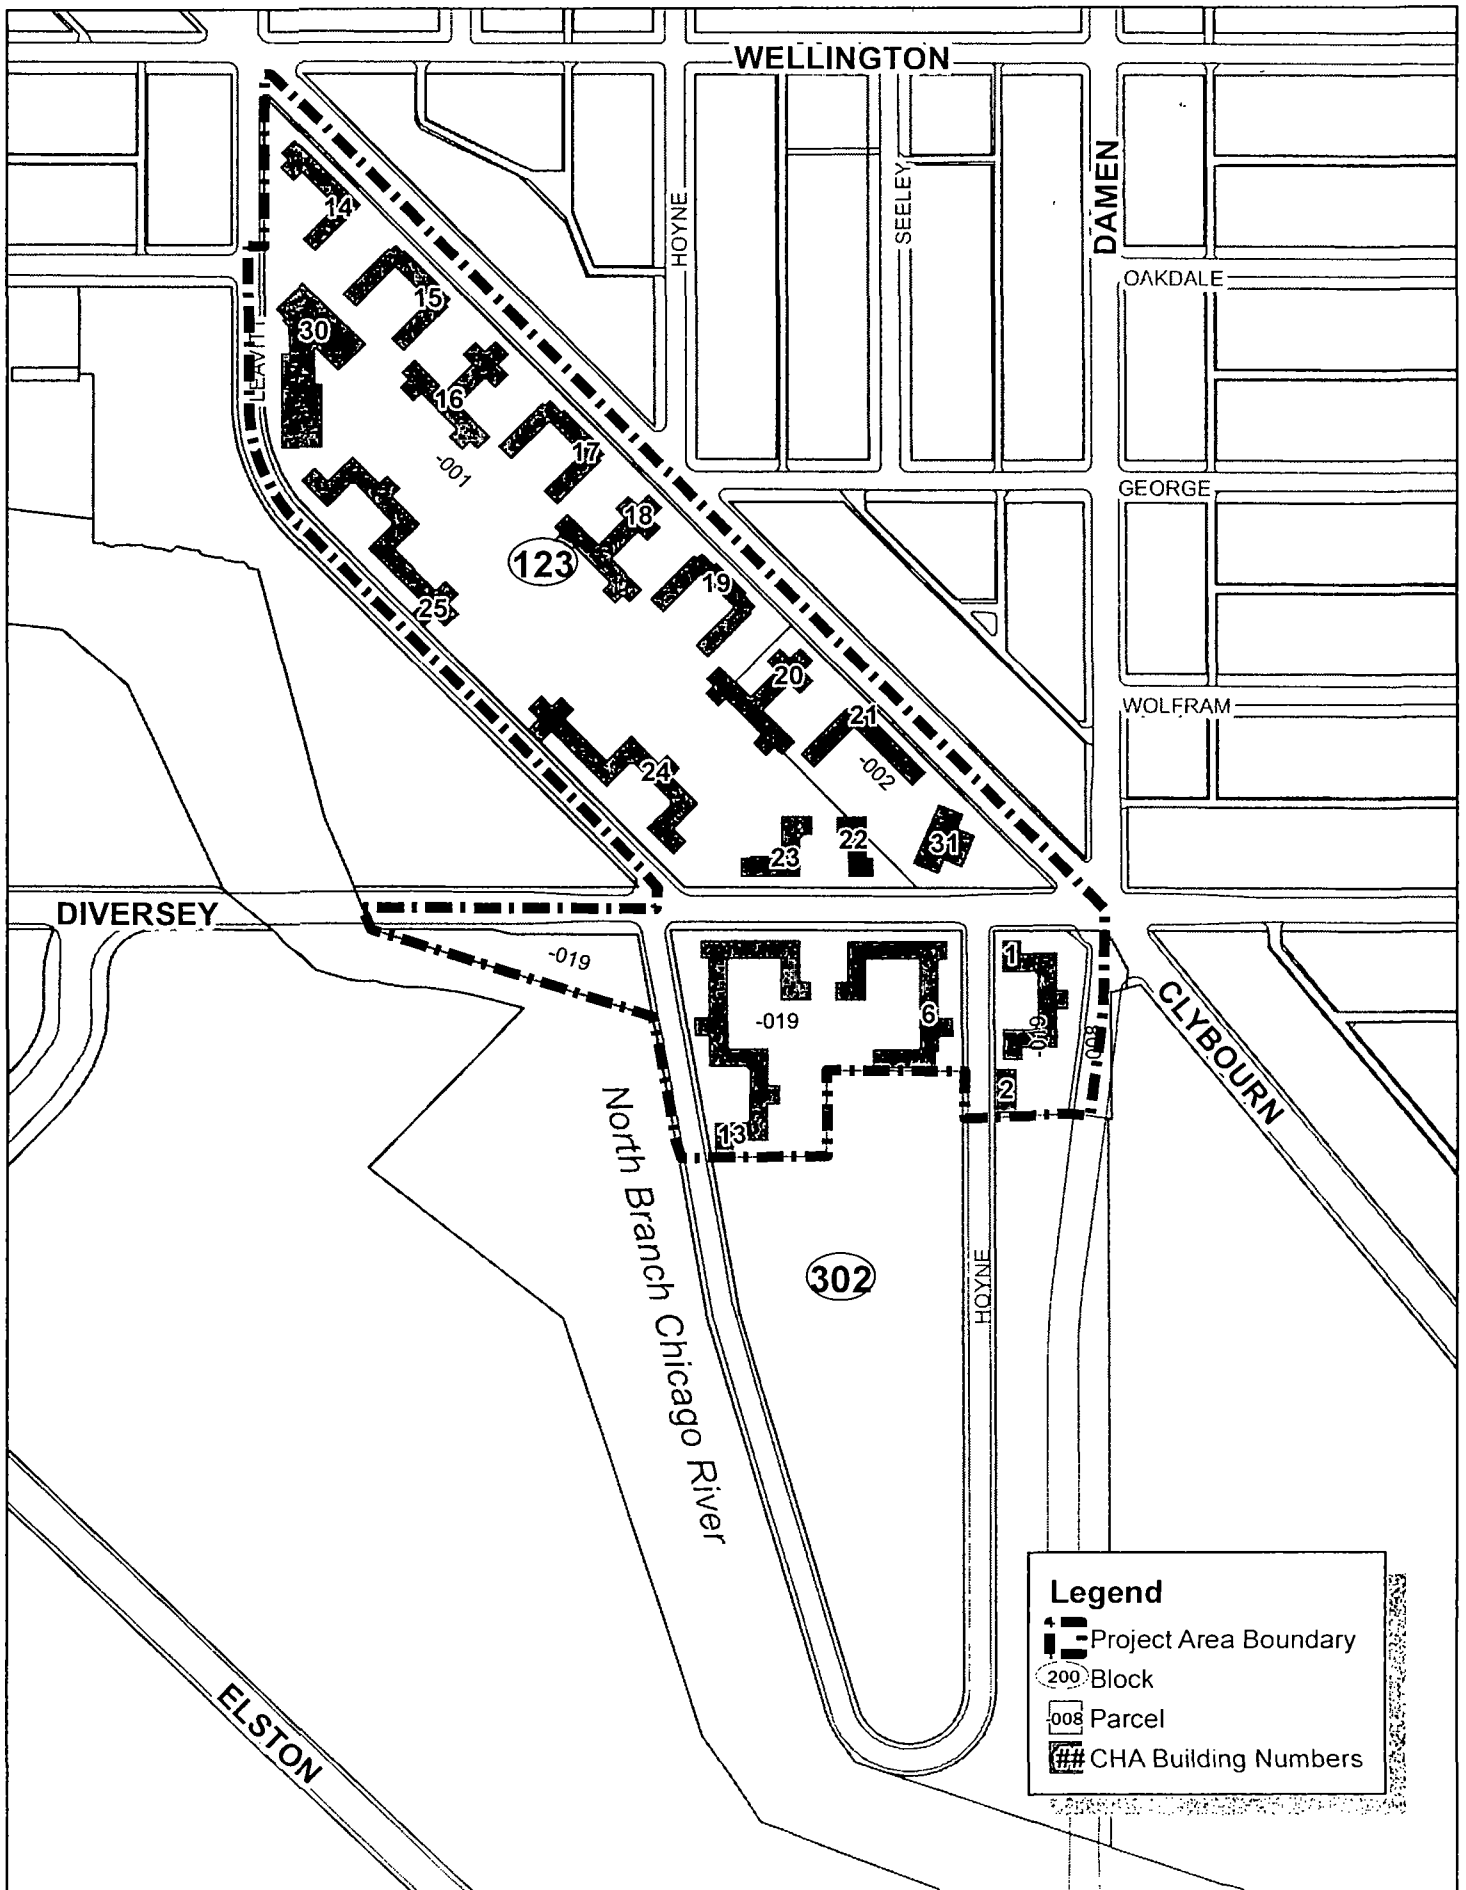 WELLINGTON
DAMEN
HOYNE
SEELEY
14
OAKDALE
15
30
LEAVITT
16
17
-001
GEORGE
18
123
19
25
20
WOLFRAM
21
-002
24
31
22
23
DIVERSEY
-019
1
CLYBOURN
6
-019
-019
-008
2
13
North Branch Chicago River
302
HOYNE
ELSTON
Legend
Project Area Boundary
200 Block
-008 Parcel
## CHA Building Numbers